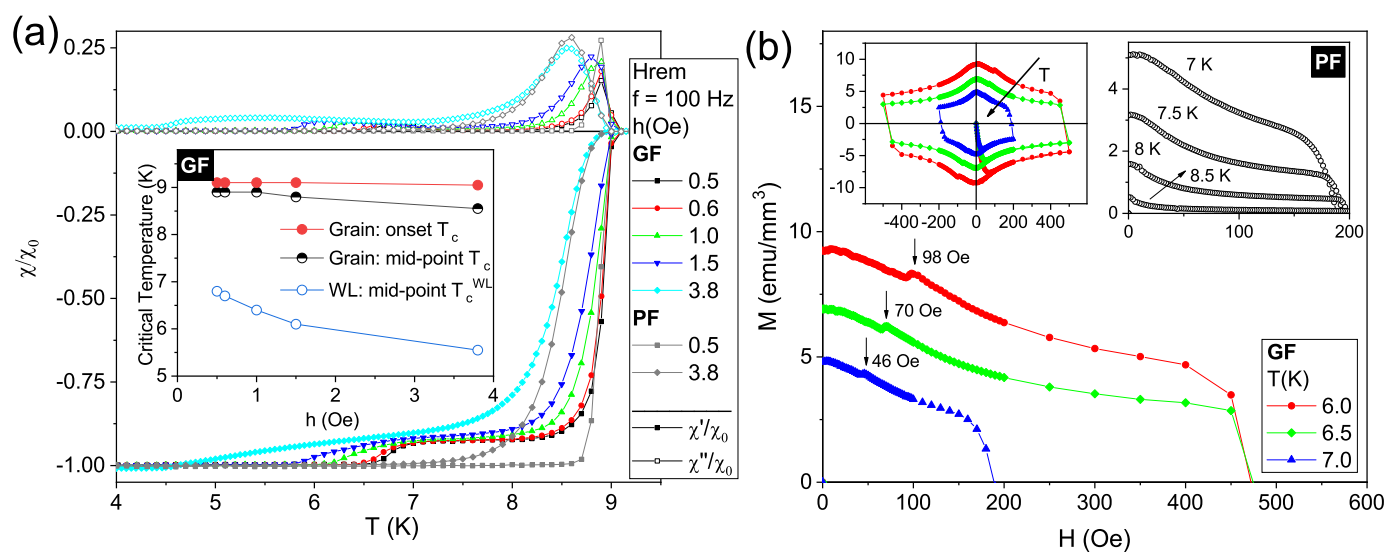 (a)
0.25
0.00
-0.25
-0.50
-0.75
-1.00
χ/χ0
4
5
6
7
8
9
T (K)
Hrem
f = 100 Hz
h(Oe)
GF
0.5
0.6
1.0
1.5
3.8
PF
0.5
3.8
χ'/χ0
χ''/χ0
GF
Critical Temperature (K)
9
8
7
6
5
Grain: onset Tc
Grain: mid-point Tc
WL: mid-point TcWL
0
1
2
3
4
h (Oe)
(b)
15
10
5
0
M (emu/mm³)
0
100
200
300
400
500
600
H (Oe)
98 Oe
70 Oe
46 Oe
GF
T(K)
6.0
6.5
7.0
10
5
0
-5
-10
-400
-200
0
200
400
T
PF
4
2
0
0
100
200
7 K
7.5 K
8 K
8.5 K